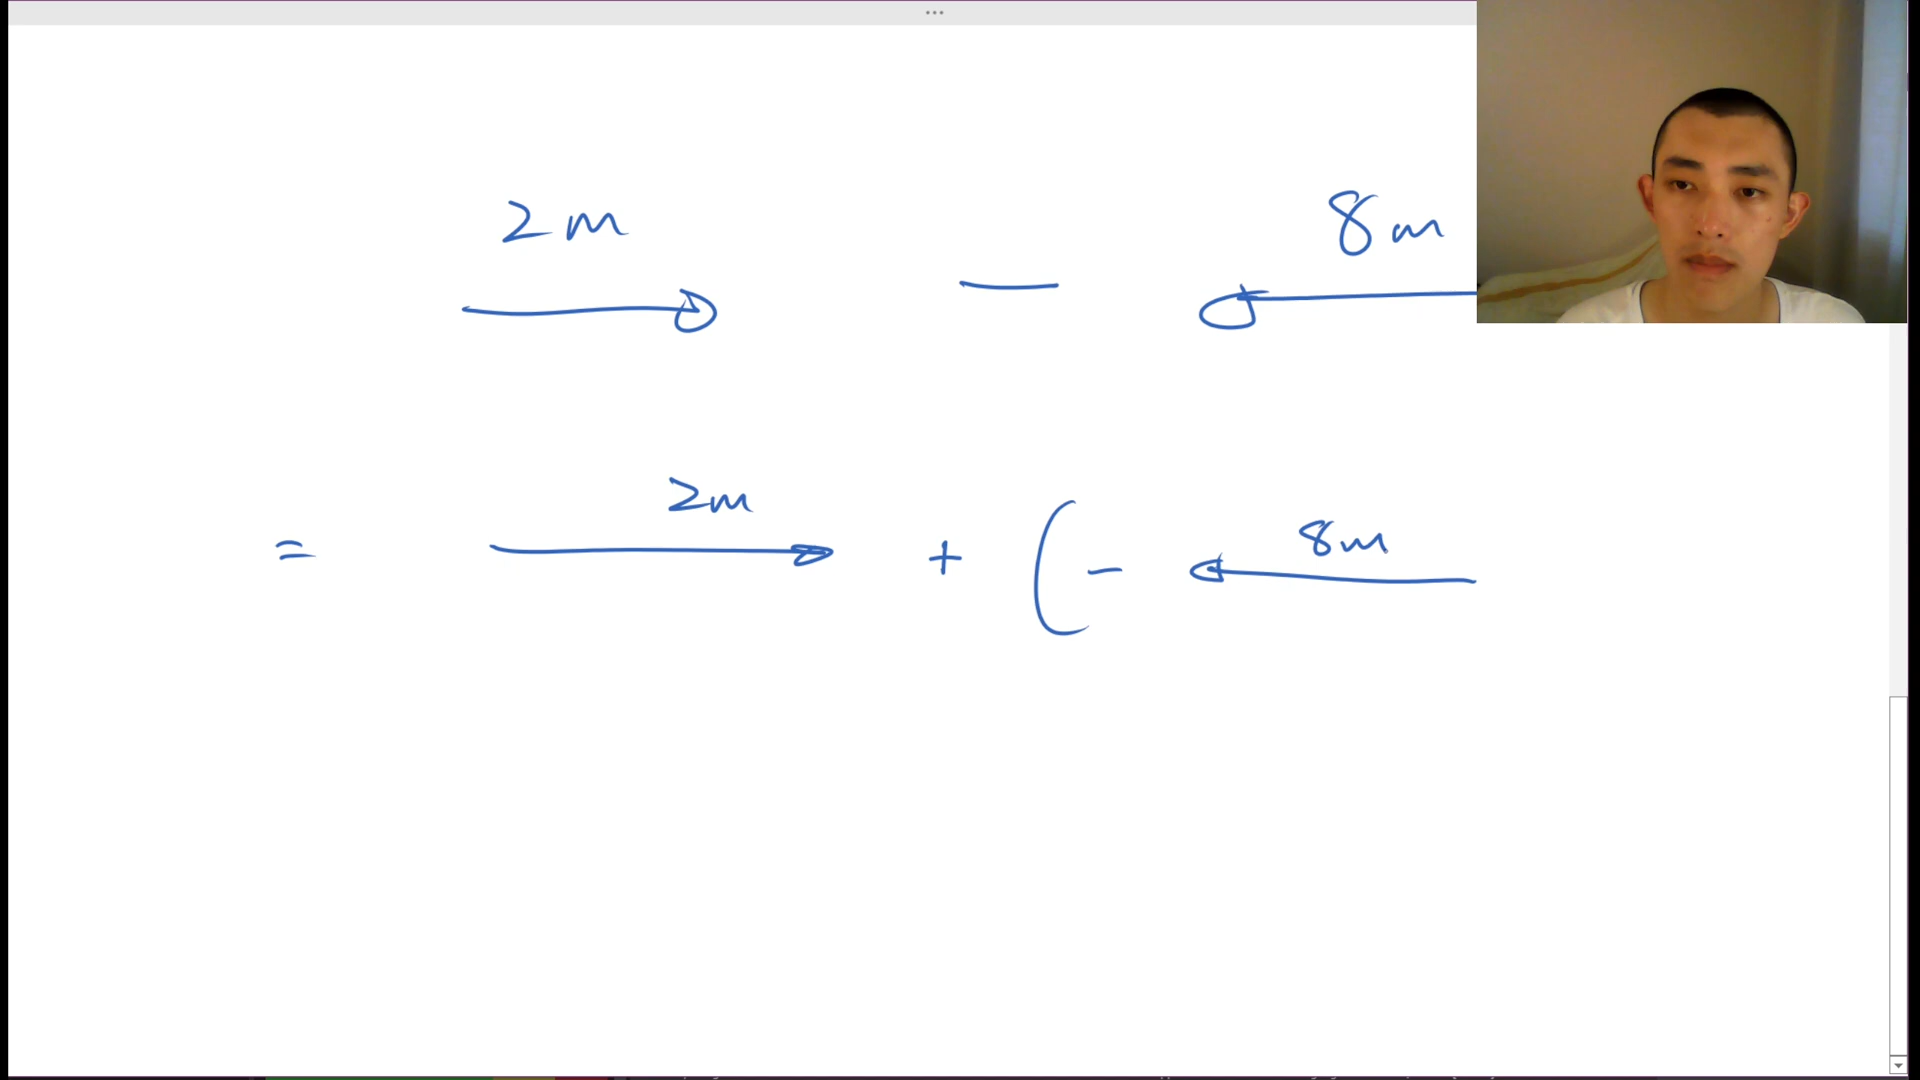 2m — 8m
= 2m + ( - 8m